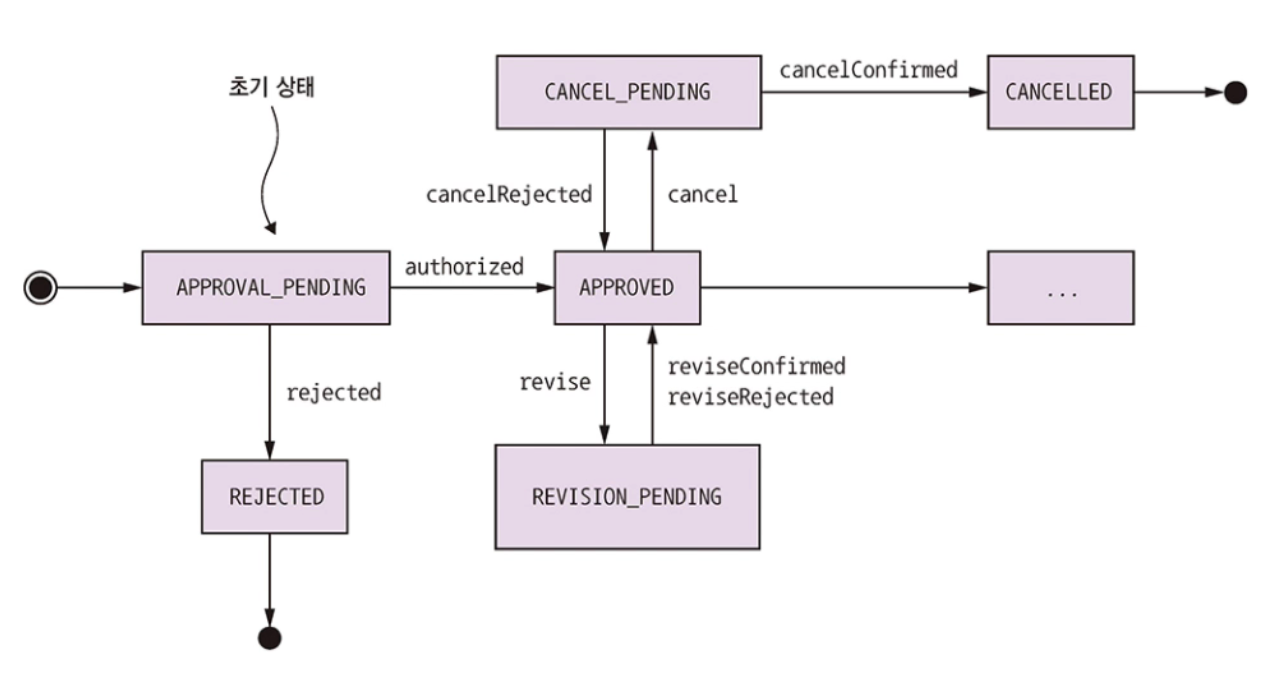 초기 상태
CANCEL_PENDING
cancelConfirmed
CANCELLED
cancelRejected
cancel
APPROVAL_PENDING
authorized
APPROVED
...
rejected
revise
reviseConfirmed
reviseRejected
REJECTED
REVISION_PENDING